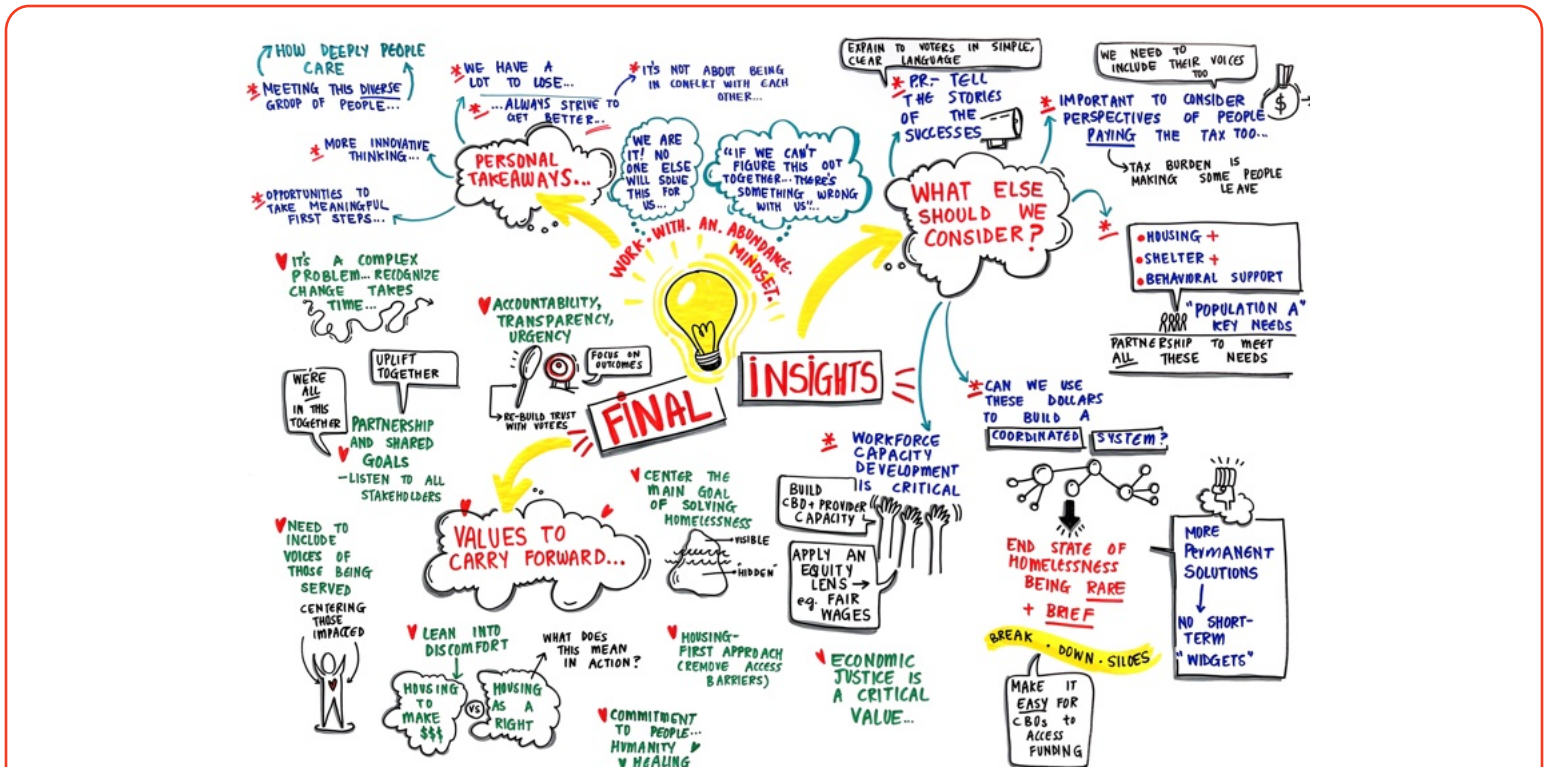 HOW DEEPLY PEOPLE
CARE
* MEETING THIS DIVERSE
GROUP OF PEOPLE...
* WE HAVE A
LOT TO LOSE...
* ...ALWAYS STRIVE TO
GET BETTER...
* IT'S NOT ABOUT BEING
IN CONFLKT WITH EACH
OTHER...
* MORE INNOVATIVE
THINKING...
* OPPORTUNITIES TO
TAKE MEANINGFUL
FIRST STEPS...
PERSONAL
TAKEAWAYS...
WE ARE
IT! NO
ONE ELSE
WILL SOLVE
THIS FOR
US...
"IF WE CAN'T
FIGURE THIS OUT
TOGETHER... THERE'S
SOMETHING WRONG
WITH US"...
WORK. WITH. AN. ABUNDANCE.
MINDSET.
EXPAIN TO VOTERS IN SIMPLE,
CLEAR LANGUAGE
* P.R.- TELL
THE STORIES
OF THE
SUCCESSES
WE NEED TO
INCLUDE THEIR VOICES
TOO
$
* IMPORTANT TO CONSIDER
PERSPECTIVES OF PEOPLE
PAYING THE TAX TOO...
TAX BURDEN IS
MAKING SOME PEOPLE
LEAVE
WHAT ELSE
SHOULD WE
CONSIDER?
*
• HOUSING +
• SHELTER +
• BEHAVIORAL SUPPORT
"POPULATION A"
KEY NEEDS
PARTNERSHIP TO MEET
ALL THESE NEEDS
FINAL
INSIGHTS
IT'S A COMPLEX
PROBLEM... RECOGNIZE
CHANGE TAKES
TIME...
ACCOUNTABILITY,
TRANSPARENCY,
URGENCY
FOCUS ON
OUTCOMES
RE-BUILD TRUST
WITH VOTERS
UPLIFT
TOGETHER
WE'RE
ALL
IN THIS
TOGETHER
PARTNERSHIP
AND SHARED
GOALS
- LISTEN TO ALL
STAKEHOLDERS
NEED TO
INCLUDE
VOICES OF
THOSE BEING
SERVED
CENTERING
THOSE
IMPACTED
VALUES TO
CARRY FORWARD...
CENTER THE
MAIN GOAL
OF SOLVING
HOMELESSNESS
VISIBLE
"HIDDEN"
LEAN INTO
DISCOMFORT
WHAT DOES
THIS MEAN
IN ACTION?
HOUSING
TO
MAKE
$$$
VS
HOUSING
AS A
RIGHT
HOUSING-
FIRST APPROACH
(REMOVE ACCESS
BARRIERS)
COMMITMENT
TO PEOPLE...
HUMANITY
HEALING
ECONOMIC
JUSTICE IS
A CRITICAL
VALUE...
* WORKFORCE
CAPACITY
DEVELOPMENT
IS CRITICAL
BUILD
CBO + PROVIDER
CAPACITY
APPLY AN
EQUITY
LENS →
eg. FAIR
WAGES
* CAN WE USE
THESE DOLLARS
TO BUILD A
COORDINATED SYSTEM?
END STATE OF
HOMELESSNESS
BEING RARE
+ BRIEF
BREAK . DOWN . SILOES
MAKE IT
EASY FOR
CBOs to
ACCESS
FUNDING
MORE
PERMANENT
SOLUTIONS
NO SHORT-
TERM
"WIDGETS"